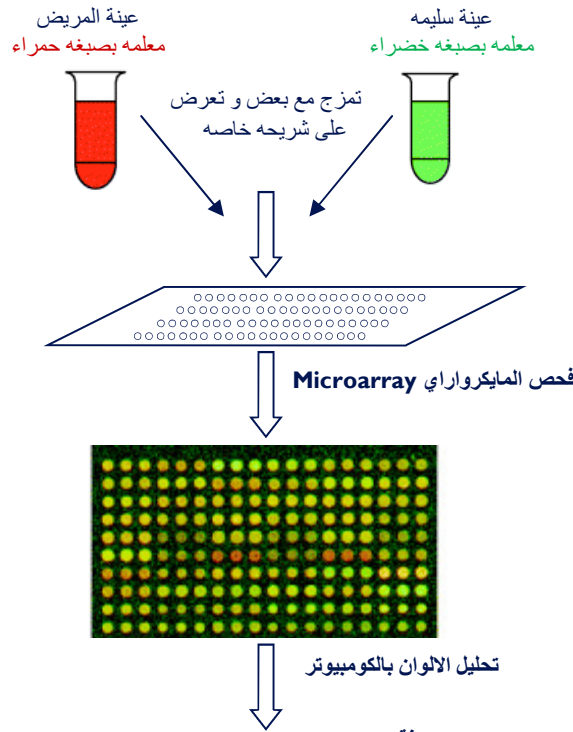 عينة سليمه
معلمه بصبغه خضراء
عينة المريض
معلمه بصبغه حمراء
تمزج مع بعض و تعرض
على شريحه خاصه
فحص المايكرواراي Microarray
تحليل الالوان بالكومبيوتر